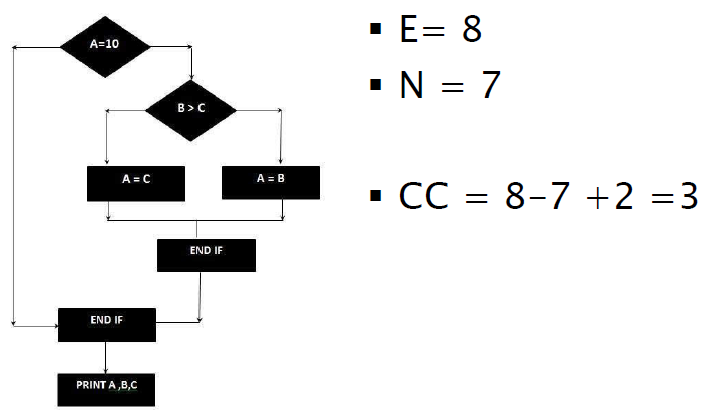 A=10
B > C
A = C
A = B
END IF
END IF
PRINT A ,B,C
▪ E= 8
▪ N = 7
▪ CC = 8-7 +2 =3